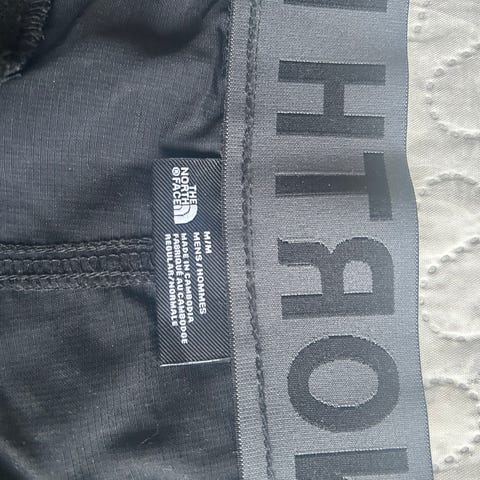 THE
NORTH
®FACE
M/M
MENS / HOMMES
MADE IN CAMBODIA
FABRIQUÉ AU CAMBODGE
REGULAR/NORMALE
NORTH